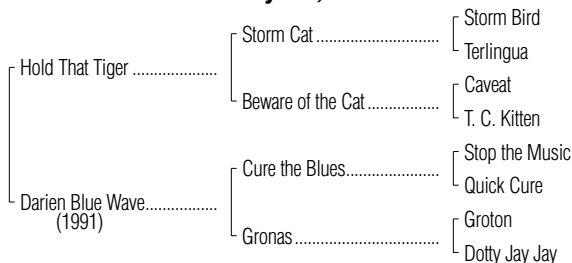 Storm Bird
Storm Cat
Terlingua
Hold That Tiger
Caveat
Beware of the Cat
T. C. Kitten
Stop the Music
Cure the Blues
Quick Cure
Darien Blue Wave
(1991)
Groton
Gronas
Dotty Jay Jay